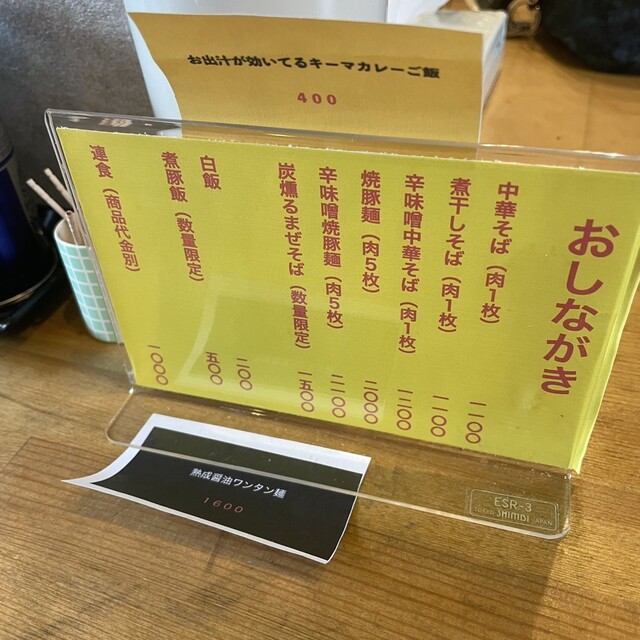 お出汁が効いてるキーマカレーご飯
400
おしながき
中華そば（肉1枚） 一一〇〇
煮干しそば（肉1枚） 一一〇〇
辛味噌中華そば（肉1枚） 一二〇〇
焼豚麺（肉5枚） 二〇〇〇
辛味噌焼豚麺（肉5枚） 二一〇〇
炭燻るまぜそば（数量限定） 一五〇〇
白飯 二〇〇
煮豚飯（数量限定） 五〇〇
連食（商品代金別） 一〇〇〇
熟成醤油ワンタン麺
1600
ESR-3
SHIMBI JAPAN